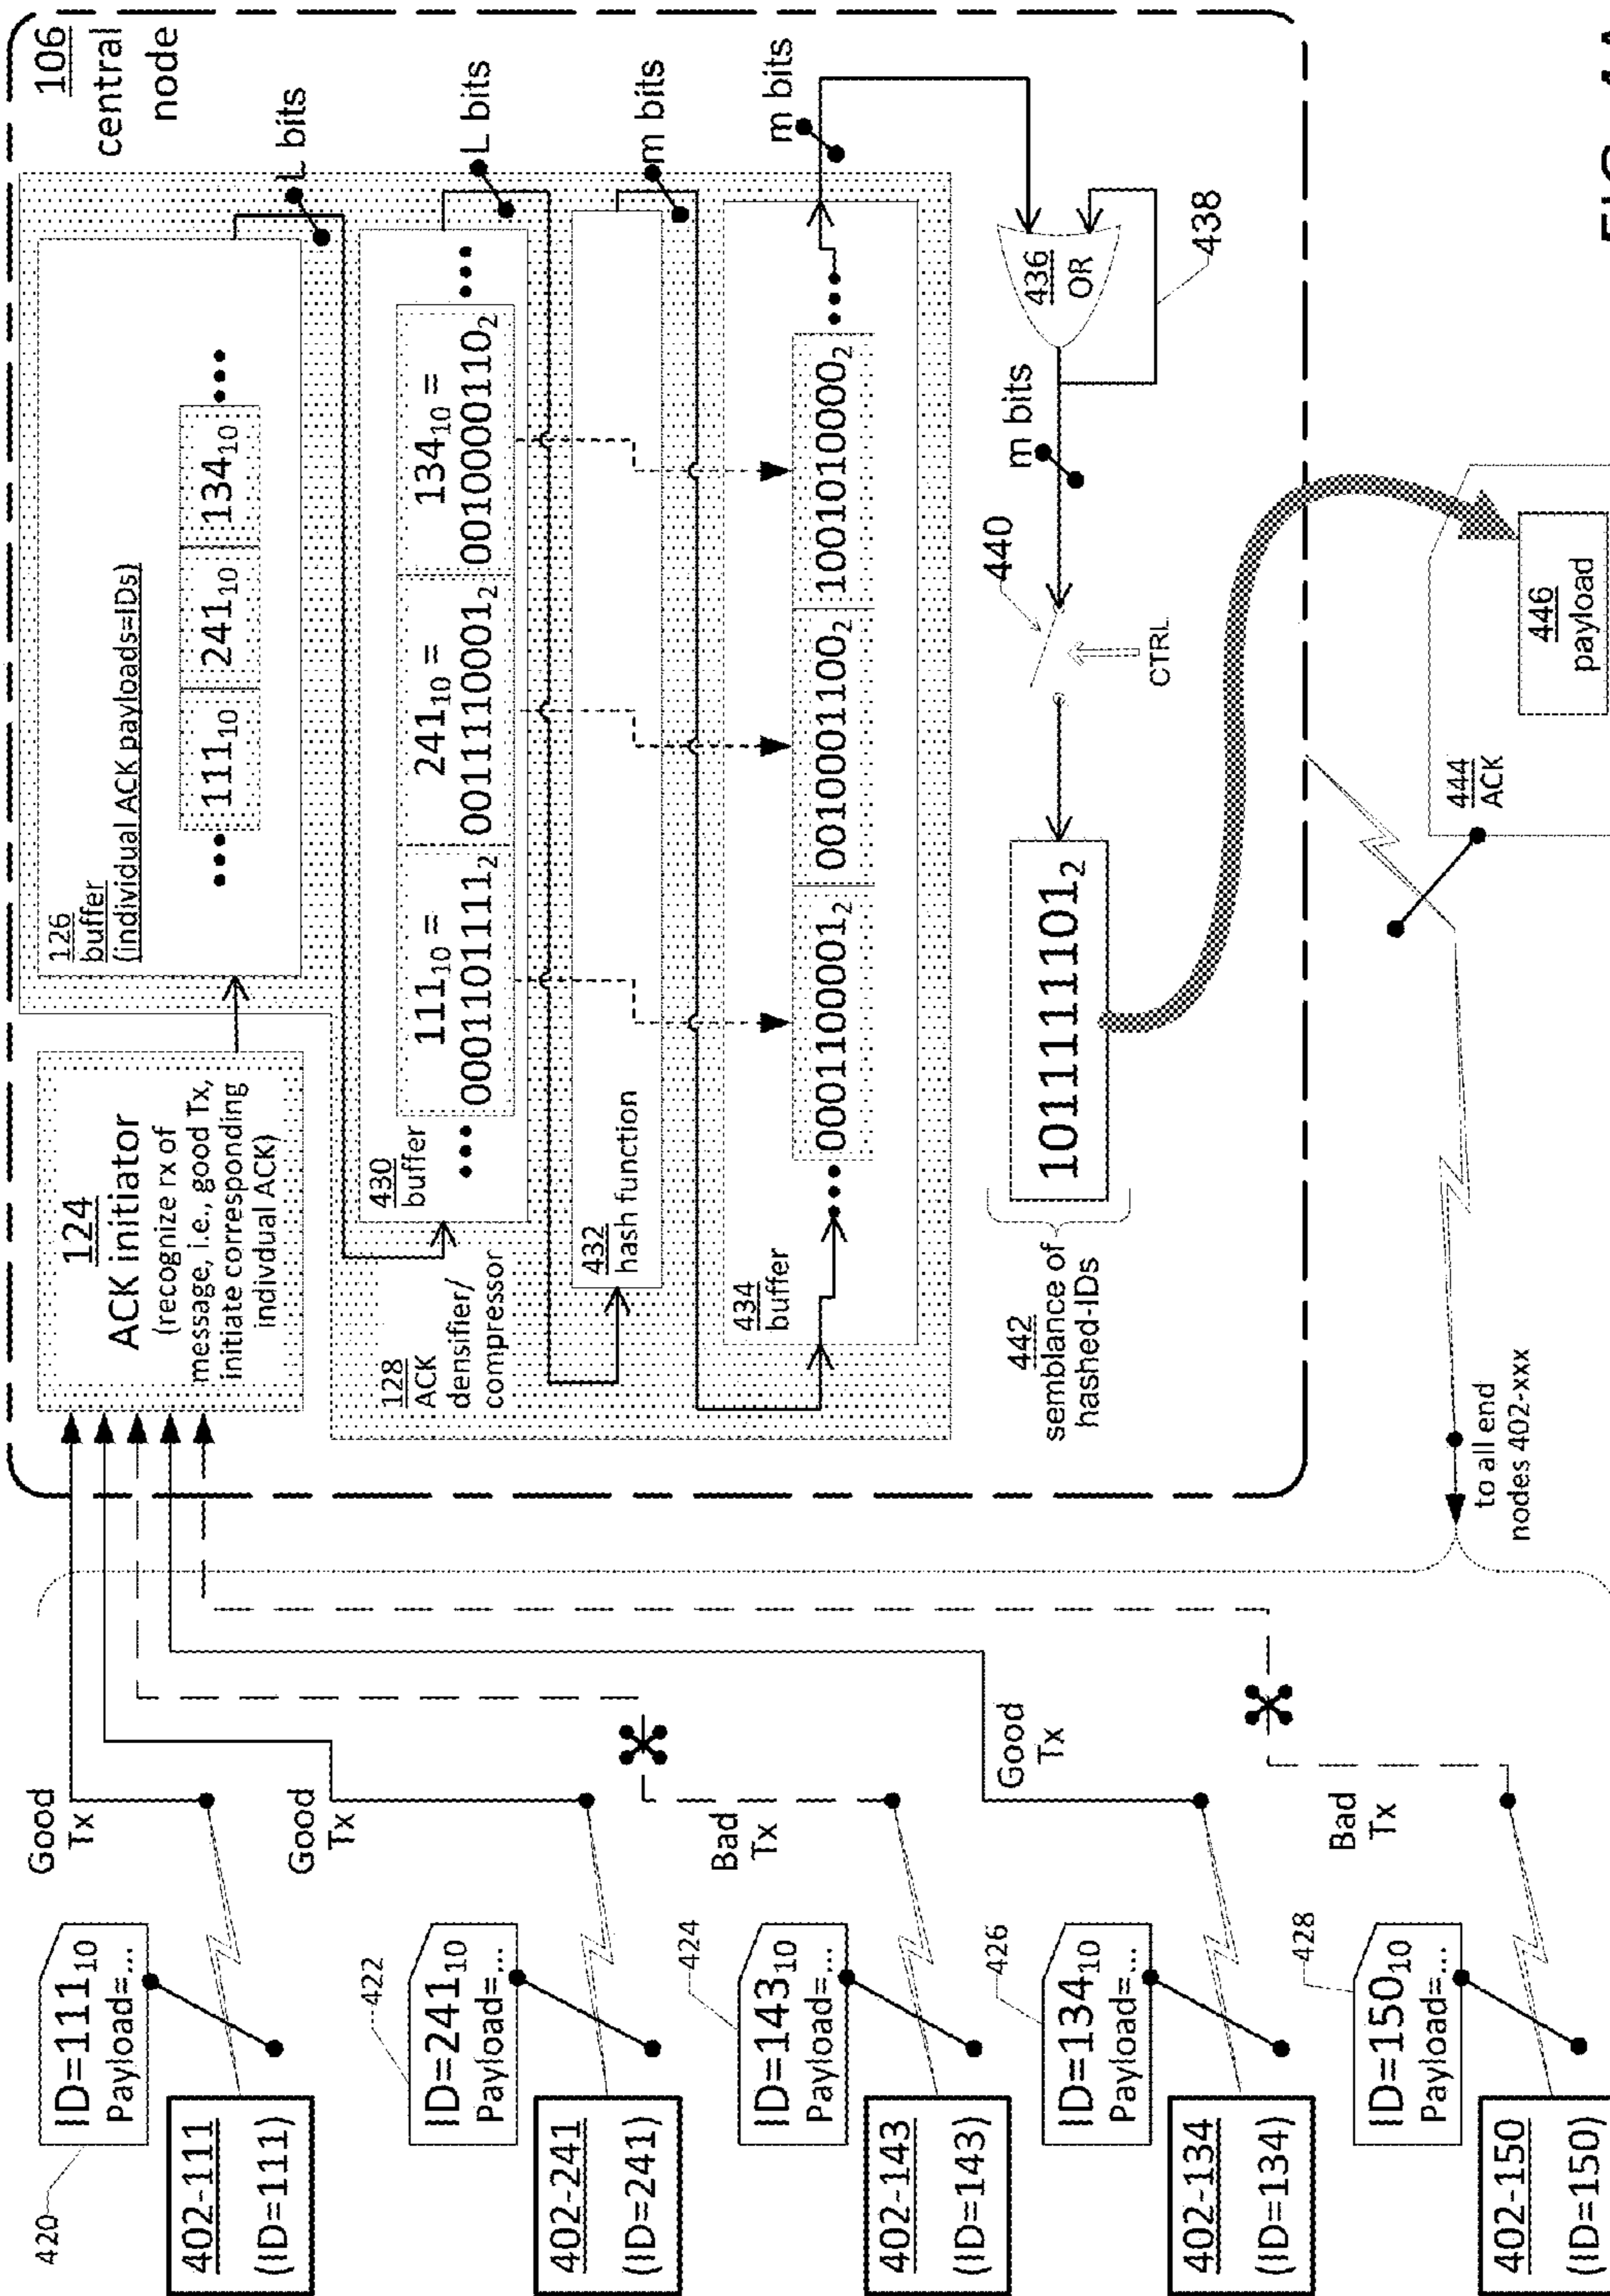 420
ID=111₁₀
Payload=...
402-111
(ID=111)
Good
Tx
422
ID=241₁₀
Payload=...
402-241
(ID=241)
Good
Tx
424
ID=143₁₀
Payload=...
402-143
(ID=143)
Bad
Tx
426
ID=134₁₀
Payload=...
402-134
(ID=134)
Good
Tx
428
ID=150₁₀
Payload=...
402-150
(ID=150)
Bad
Tx
106
central
node
124
ACK initiator
(recognize rx of
message, i.e., good Tx,
initiate corresponding
indivdual ACK)
126
buffer
(individual ACK payloads=IDs)
•••• 111₁₀ 241₁₀ 134₁₀ ••••
L bits
128
ACK
densifier/
compressor
430
buffer
111₁₀ =
0001101111₂
241₁₀ =
0011110001₂
134₁₀ =
0010000110₂
L bits
432
hash function
m bits
434
buffer
0001100001₂ 0010001100₂ 1001010000₂
m bits
436
OR
438
m bits
440
CTRL
1011111101₂
442
semblance of
hashed-IDs
444
ACK
446
payload
to all end
nodes 402-xxx